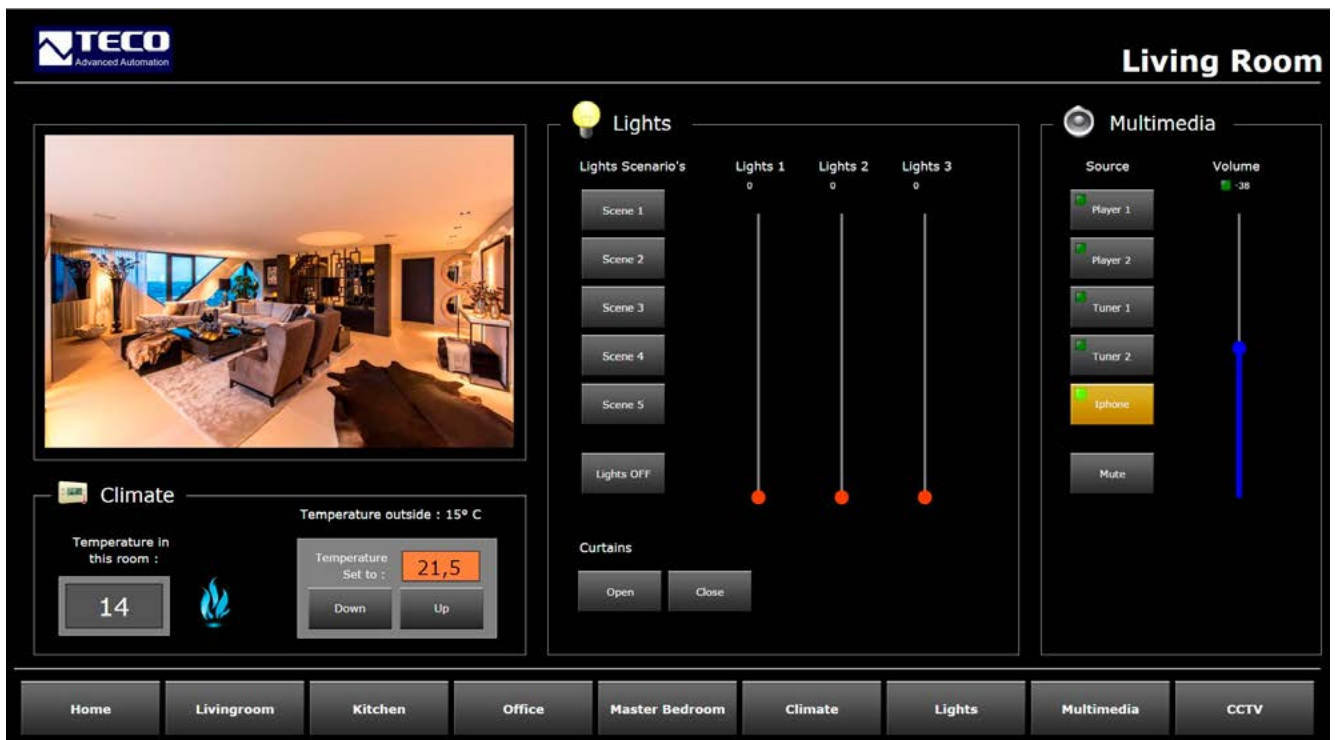 TECO
Advanced Automation
Living Room
Lights
Lights Scenario's
Lights 1
Lights 2
Lights 3
0
0
0
Scene 1
Scene 2
Scene 3
Scene 4
Scene 5
Lights OFF
Curtains
Open
Close
Multimedia
Source
Volume
-38
Player 1
Player 2
Tuner 1
Tuner 2
Iphone
Mute
Climate
Temperature outside : 15º C
Temperature in
this room :
14
Temperature
Set to :
21,5
Down
Up
Home
Livingroom
Kitchen
Office
Master Bedroom
Climate
Lights
Multimedia
CCTV